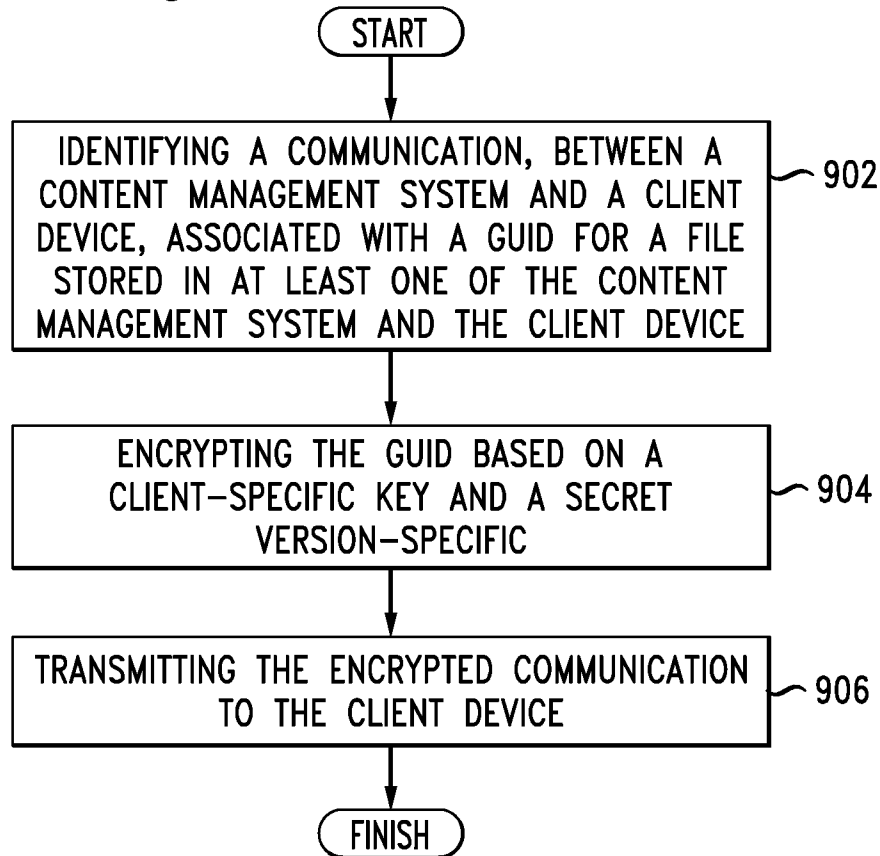 START
IDENTIFYING A COMMUNICATION, BETWEEN A
CONTENT MANAGEMENT SYSTEM AND A CLIENT
DEVICE, ASSOCIATED WITH A GUID FOR A FILE
STORED IN AT LEAST ONE OF THE CONTENT
MANAGEMENT SYSTEM AND THE CLIENT DEVICE
902
ENCRYPTING THE GUID BASED ON A
CLIENT-SPECIFIC KEY AND A SECRET
VERSION-SPECIFIC
904
TRANSMITTING THE ENCRYPTED COMMUNICATION
TO THE CLIENT DEVICE
906
FINISH